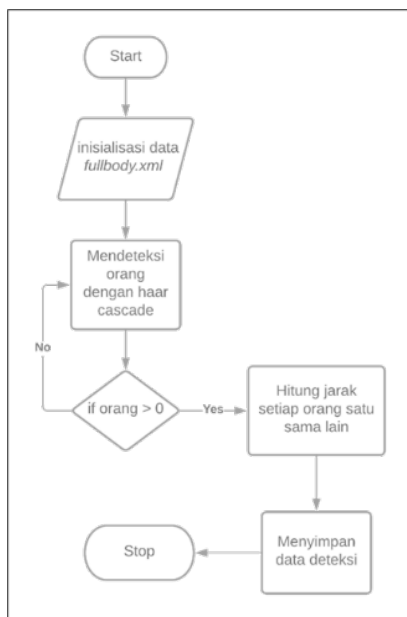 Start
inisialisasi data
fullbody.xml
Mendeteksi
orang
dengan haar
cascade
No
if orang > 0
Yes
Hitung jarak
setiap orang satu
sama lain
Menyimpan
data deteksi
Stop